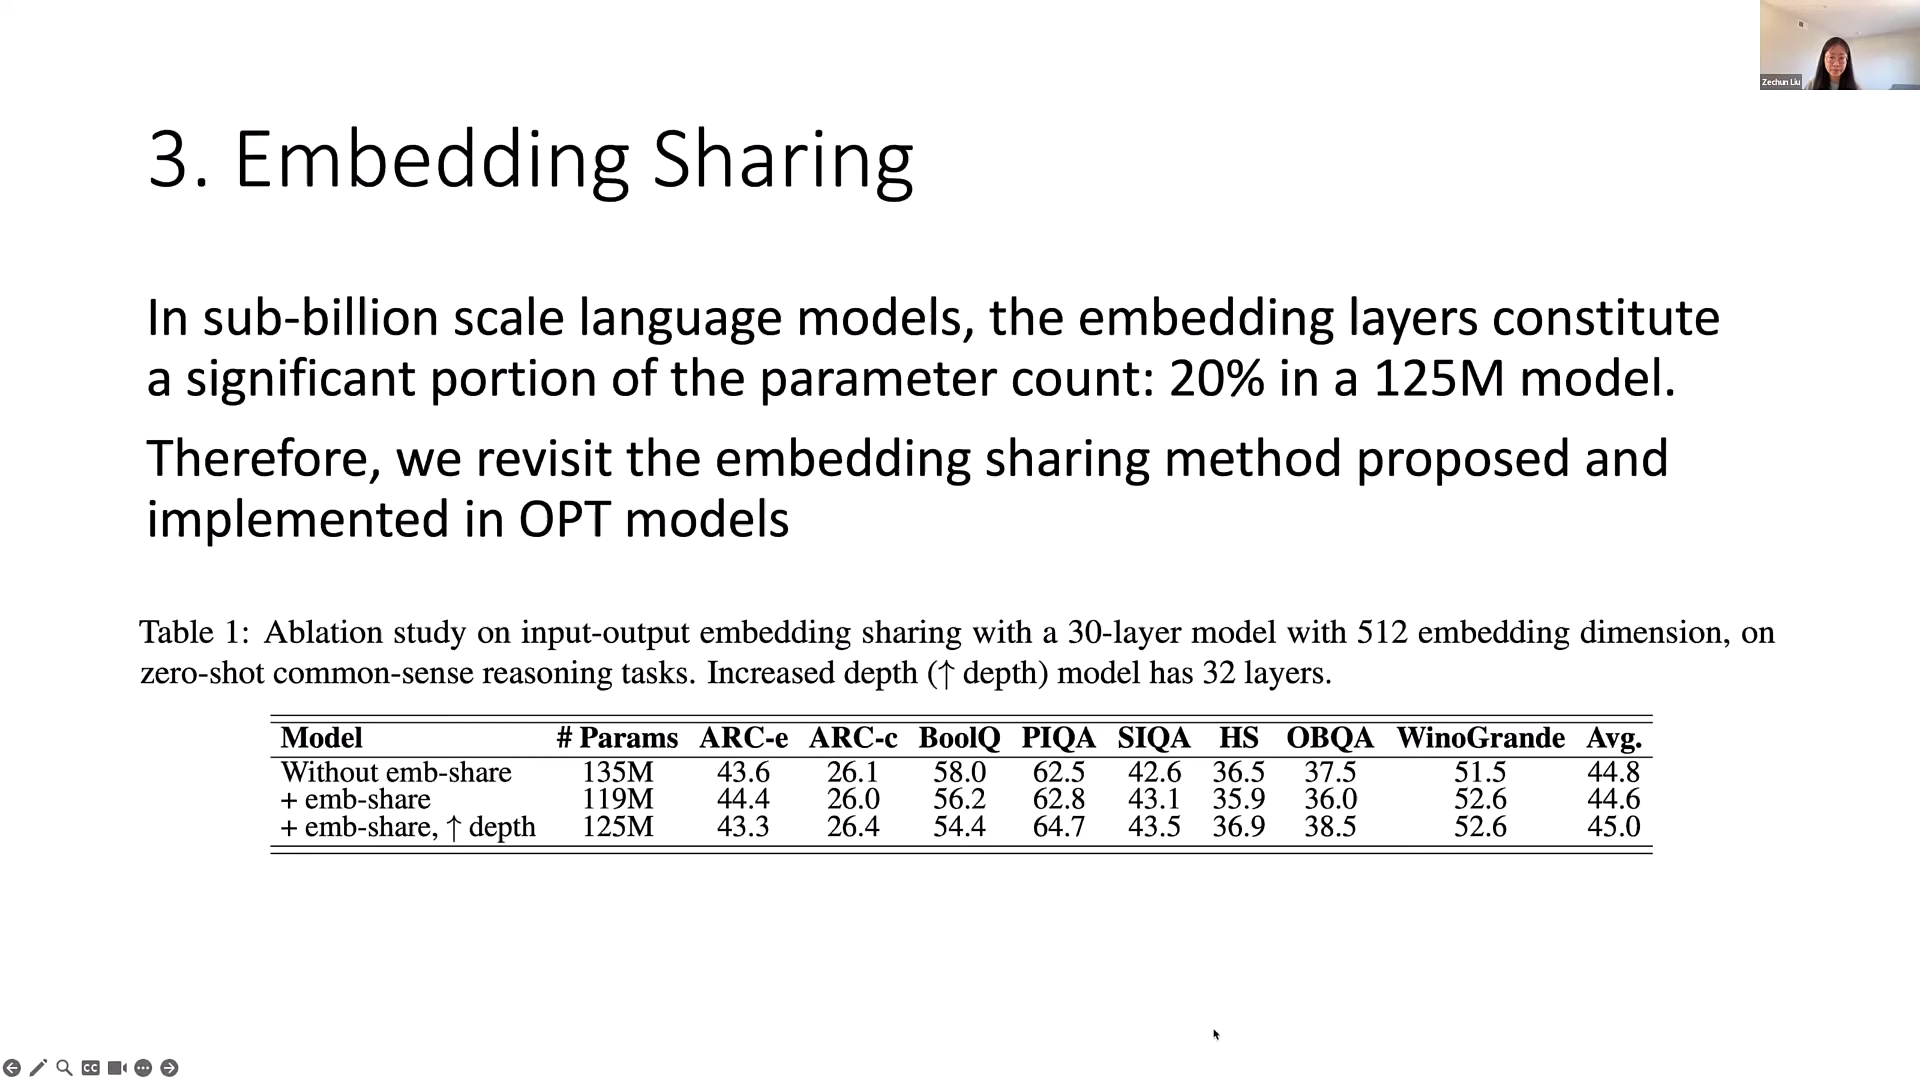 Zechun Liu
3. Embedding Sharing
In sub-billion scale language models, the embedding layers constitute
a significant portion of the parameter count: 20% in a 125M model.
Therefore, we revisit the embedding sharing method proposed and
implemented in OPT models
Table 1: Ablation study on input-output embedding sharing with a 30-layer model with 512 embedding dimension, on
zero-shot common-sense reasoning tasks. Increased depth (↑ depth) model has 32 layers.
Model # Params ARC-e ARC-c BoolQ PIQA SIQA HS OBQA WinoGrande Avg.
Without emb-share 135M 43.6 26.1 58.0 62.5 42.6 36.5 37.5 51.5 44.8
+ emb-share 119M 44.4 26.0 56.2 62.8 43.1 35.9 36.0 52.6 44.6
+ emb-share, ↑ depth 125M 43.3 26.4 54.4 64.7 43.5 36.9 38.5 52.6 45.0
CC